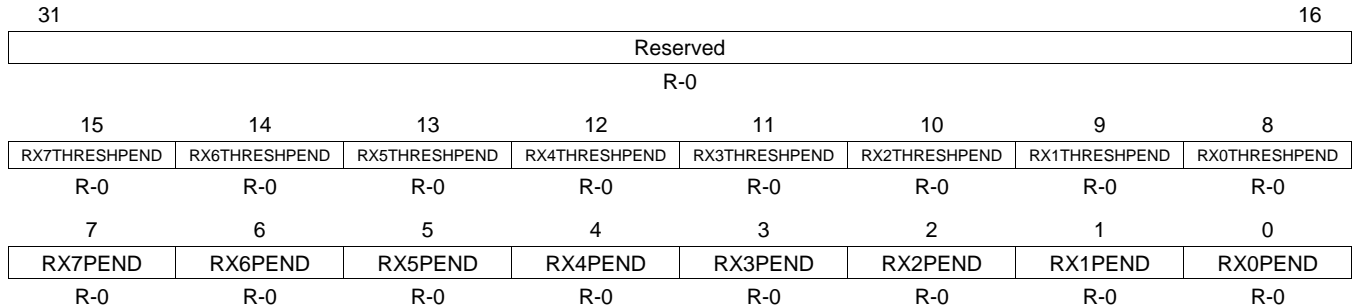 31 16
Reserved
R-0
15 14 13 12 11 10 9 8
RX7THRESHPEND RX6THRESHPEND RX5THRESHPEND RX4THRESHPEND RX3THRESHPEND RX2THRESHPEND RX1THRESHPEND RX0THRESHPEND
R-0 R-0 R-0 R-0 R-0 R-0 R-0 R-0
7 6 5 4 3 2 1 0
RX7PEND RX6PEND RX5PEND RX4PEND RX3PEND RX2PEND RX1PEND RX0PEND
R-0 R-0 R-0 R-0 R-0 R-0 R-0 R-0